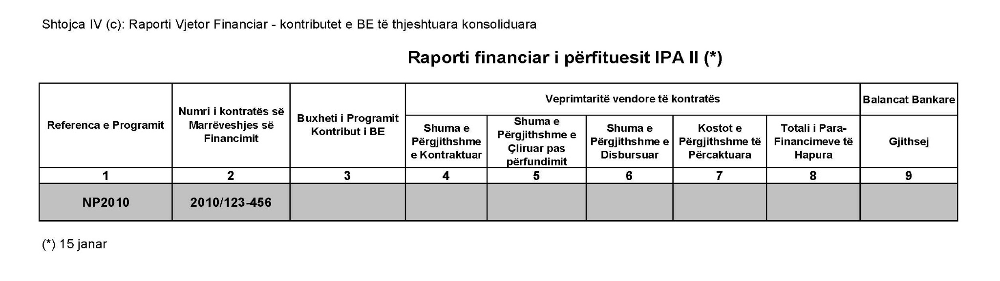 Shtojca IV (c): Raporti Vjetor Financiar - kontributet e BE të thjeshtuara konsoliduara
Raporti financiar i përfituesit IPA II (*)
Referenca e Programit
Numri i kontratës së
Marrëveshjes së
Financimit
Buxheti i Programit
Kontribut i BE
Veprimtaritë vendore të kontratës
Balancat Bankare
Shuma e
Përgjithshme
e Kontraktuar
Shuma e
Përgjithshme e
Çliruar pas
përfundimit
Shuma e
Përgjithshme e
Disbursuar
Kostot e
Përgjithshme të
Përcaktuara
Totali i Para-
Financimeve të
Hapura
Gjithsej
1 2 3 4 5 6 7 8 9
NP2010 2010/123-456
(*) 15 janar